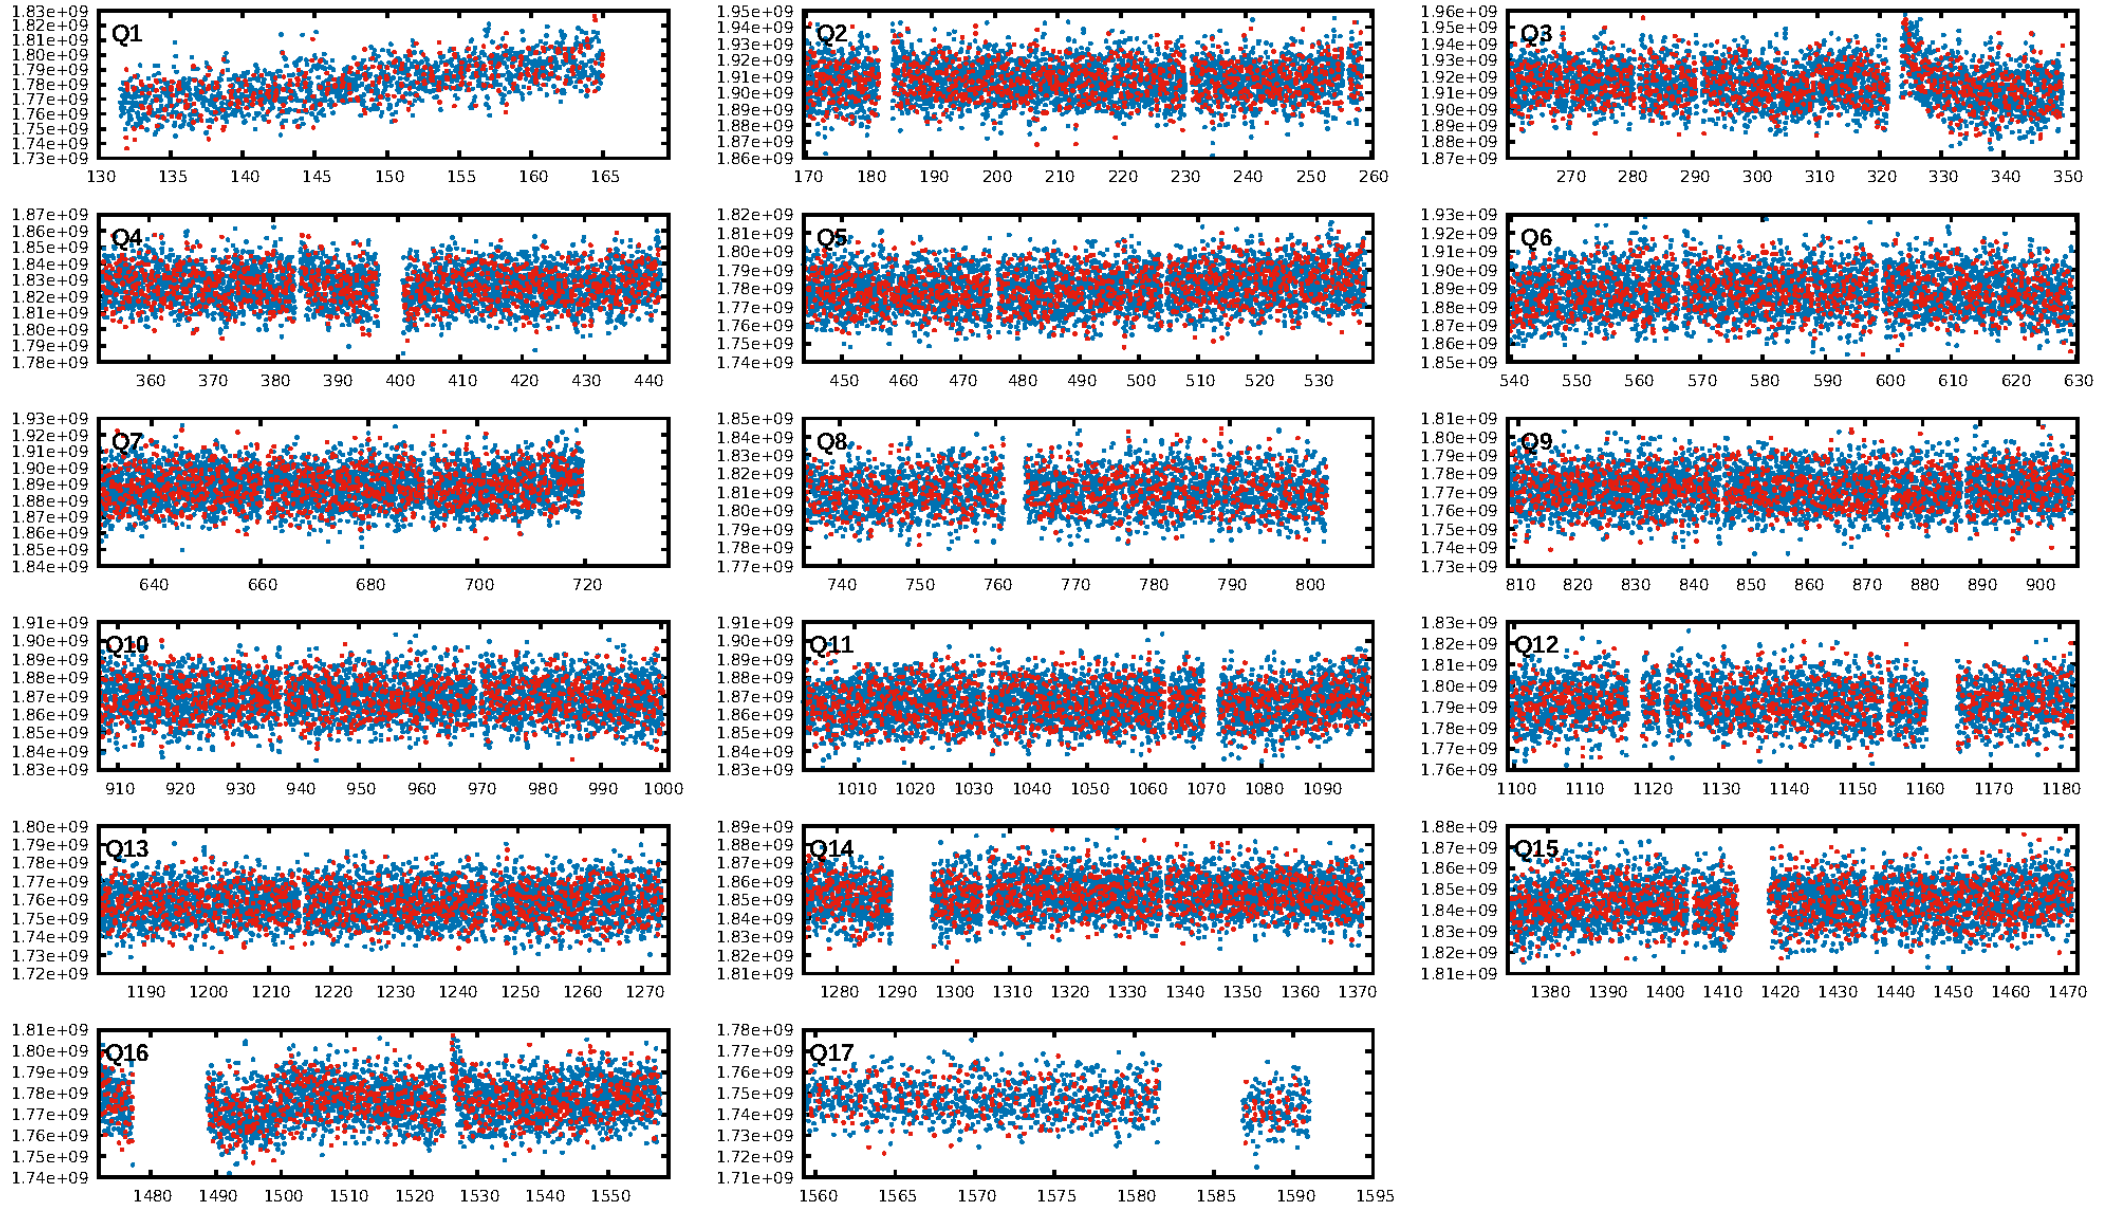 1.83e+09
1.82e+09
1.81e+09
1.80e+09
1.79e+09
1.78e+09
1.77e+09
1.76e+09
1.75e+09
1.74e+09
1.73e+09
Q1
130 135 140 145 150 155 160 165
1.95e+09
1.94e+09
1.93e+09
1.92e+09
1.91e+09
1.90e+09
1.89e+09
1.88e+09
1.87e+09
1.86e+09
Q2
170 180 190 200 210 220 230 240 250 260
1.96e+09
1.95e+09
1.94e+09
1.93e+09
1.92e+09
1.91e+09
1.90e+09
1.89e+09
1.88e+09
1.87e+09
Q3
270 280 290 300 310 320 330 340 350
1.87e+09
1.86e+09
1.85e+09
1.84e+09
1.83e+09
1.82e+09
1.81e+09
1.80e+09
1.79e+09
1.78e+09
Q4
360 370 380 390 400 410 420 430 440
1.82e+09
1.81e+09
1.80e+09
1.79e+09
1.78e+09
1.77e+09
1.76e+09
1.75e+09
1.74e+09
Q5
450 460 470 480 490 500 510 520 530
1.93e+09
1.92e+09
1.91e+09
1.90e+09
1.89e+09
1.88e+09
1.87e+09
1.86e+09
1.85e+09
Q6
540 550 560 570 580 590 600 610 620 630
1.93e+09
1.92e+09
1.91e+09
1.90e+09
1.89e+09
1.88e+09
1.87e+09
1.86e+09
1.85e+09
1.84e+09
Q7
640 660 680 700 720
1.85e+09
1.84e+09
1.83e+09
1.82e+09
1.81e+09
1.80e+09
1.79e+09
1.78e+09
1.77e+09
Q8
740 750 760 770 780 790 800
1.81e+09
1.80e+09
1.79e+09
1.78e+09
1.77e+09
1.76e+09
1.75e+09
1.74e+09
1.73e+09
Q9
810 820 830 840 850 860 870 880 890 900
1.91e+09
1.90e+09
1.89e+09
1.88e+09
1.87e+09
1.86e+09
1.85e+09
1.84e+09
1.83e+09
Q10
910 920 930 940 950 960 970 980 990 1000
1.91e+09
1.90e+09
1.89e+09
1.88e+09
1.87e+09
1.86e+09
1.85e+09
1.84e+09
1.83e+09
Q11
1010 1020 1030 1040 1050 1060 1070 1080 1090
1.83e+09
1.82e+09
1.81e+09
1.80e+09
1.79e+09
1.78e+09
1.77e+09
1.76e+09
Q12
1100 1110 1120 1130 1140 1150 1160 1170 1180
1.80e+09
1.79e+09
1.78e+09
1.77e+09
1.76e+09
1.75e+09
1.74e+09
1.73e+09
1.72e+09
Q13
1190 1200 1210 1220 1230 1240 1250 1260 1270
1.89e+09
1.88e+09
1.87e+09
1.86e+09
1.85e+09
1.84e+09
1.83e+09
1.82e+09
1.81e+09
Q14
1280 1290 1300 1310 1320 1330 1340 1350 1360 1370
1.88e+09
1.87e+09
1.86e+09
1.85e+09
1.84e+09
1.83e+09
1.82e+09
1.81e+09
Q15
1380 1390 1400 1410 1420 1430 1440 1450 1460 1470
1.81e+09
1.80e+09
1.79e+09
1.78e+09
1.77e+09
1.76e+09
1.75e+09
1.74e+09
Q16
1480 1490 1500 1510 1520 1530 1540 1550
1.78e+09
1.77e+09
1.76e+09
1.75e+09
1.74e+09
1.73e+09
1.72e+09
1.71e+09
Q17
1560 1565 1570 1575 1580 1585 1590 1595